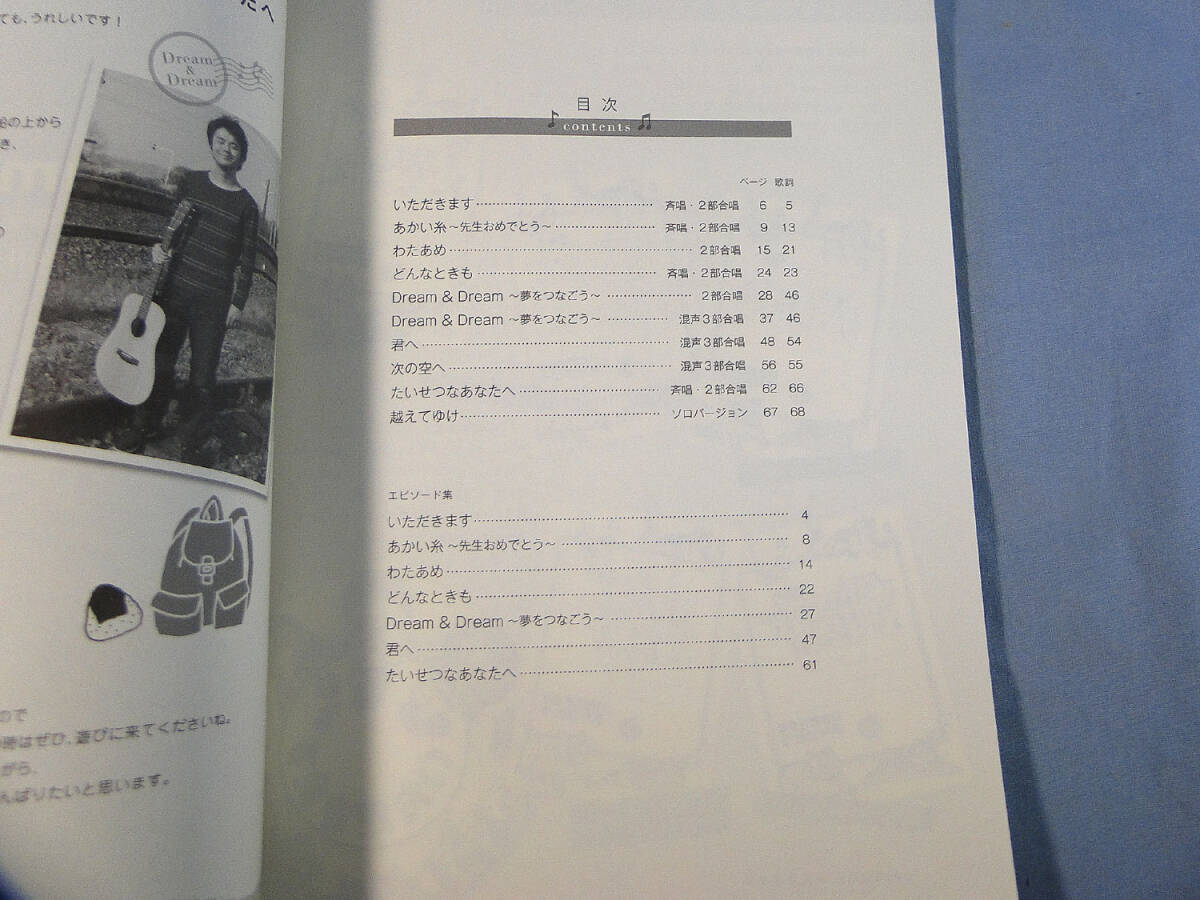 たへ
ても、うれしいです！
Dream
&
Dream
の上から
き、
の
ので
時はぜひ、遊びに来てくださいね。
がら、
んばりたいと思います。
目次
contents
ページ 歌詞
いただきます 斉唱・2部合唱 6 5
あかい糸～先生おめでとう～ 斉唱・2部合唱 9 13
わたあめ 2部合唱 15 21
どんなときも 斉唱・2部合唱 24 23
Dream & Dream ～夢をつなごう～ 2部合唱 28 46
Dream & Dream ～夢をつなごう～ 混声3部合唱 37 46
君へ 混声3部合唱 48 54
次の空へ 混声3部合唱 56 55
たいせつなあなたへ 斉唱・2部合唱 62 66
越えてゆけ ソロバージョン 67 68
エピソード集
いただきます 4
あかい糸～先生おめでとう～ 8
わたあめ 14
どんなときも 22
Dream & Dream ～夢をつなごう～ 27
君へ 47
たいせつなあなたへ 61